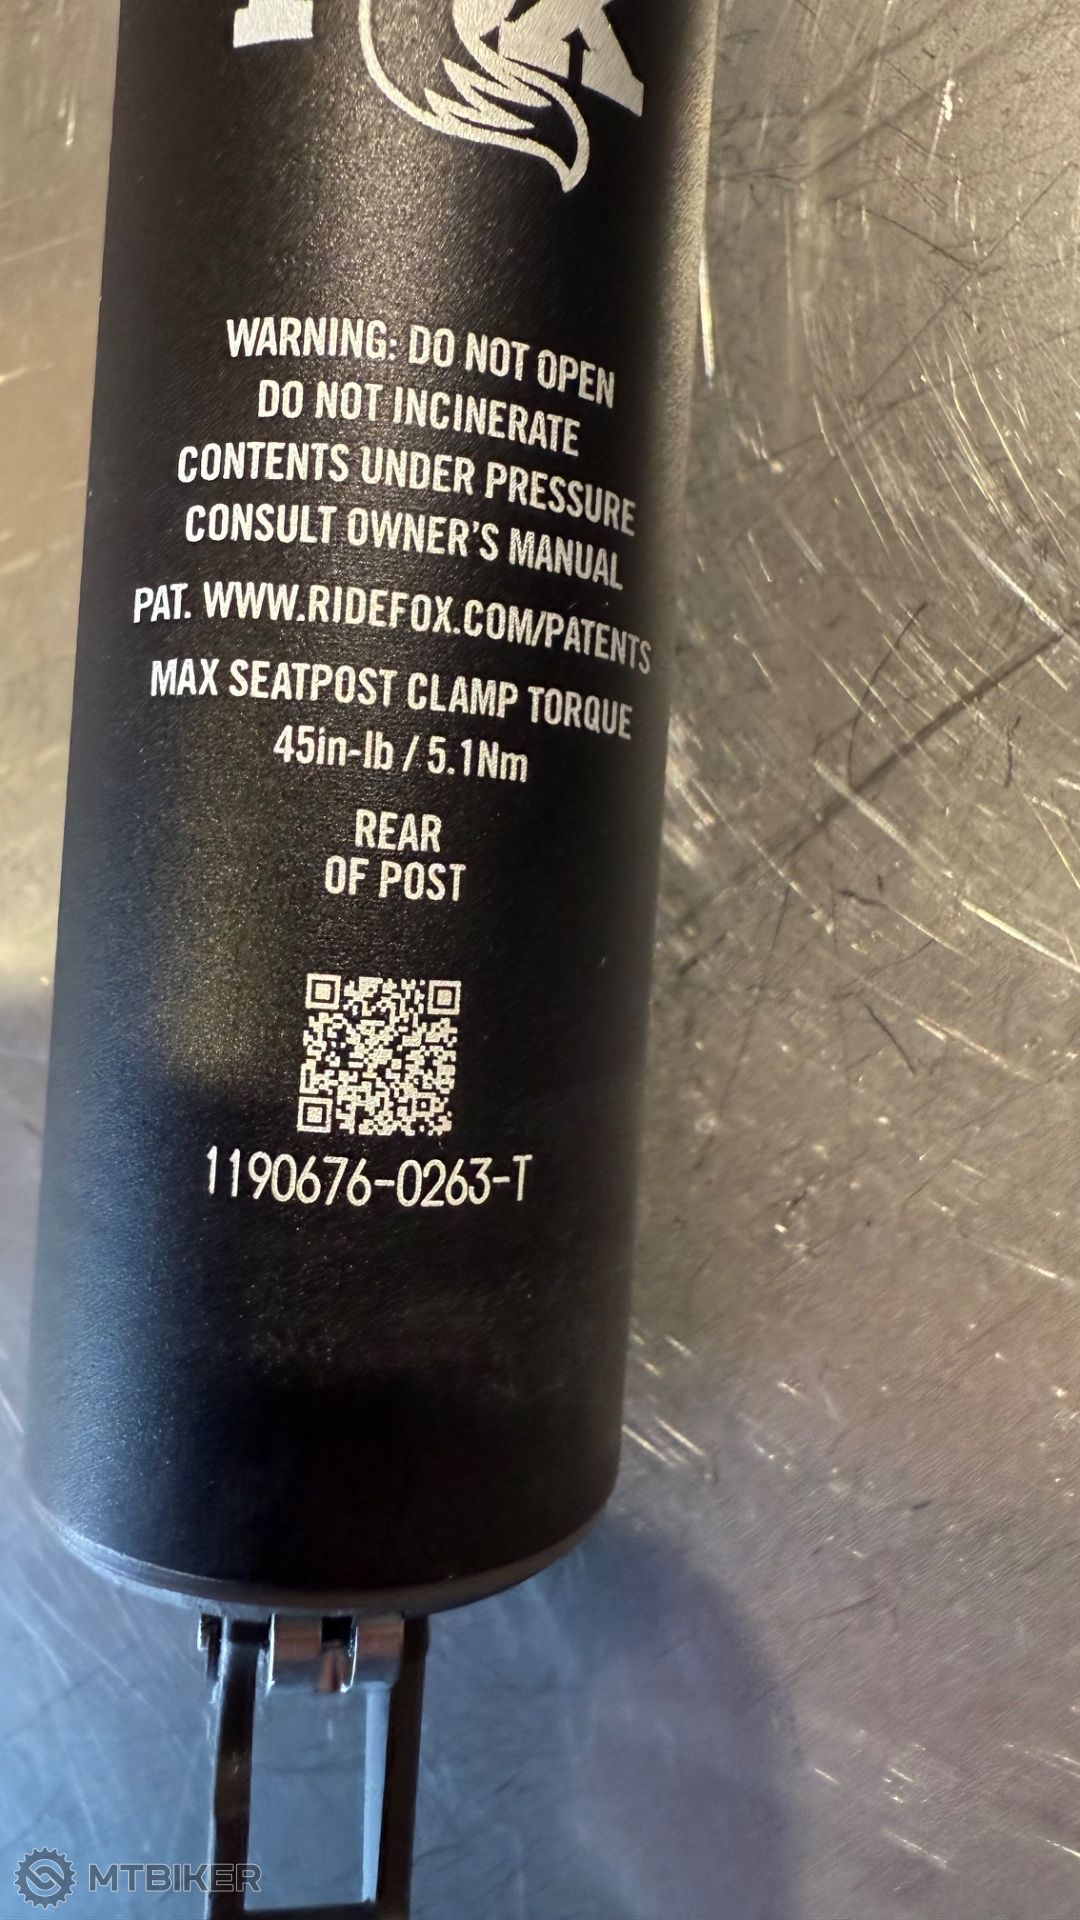 WARNING: DO NOT OPEN
DO NOT INCINERATE
CONTENTS UNDER PRESSURE
CONSULT OWNER'S MANUAL
PAT. WWW.RIDEFOX.COM/PATENTS
MAX SEATPOST CLAMP TORQUE
45in-lb / 5.1Nm
REAR
OF POST
1190676-0263-T
MTBIKER